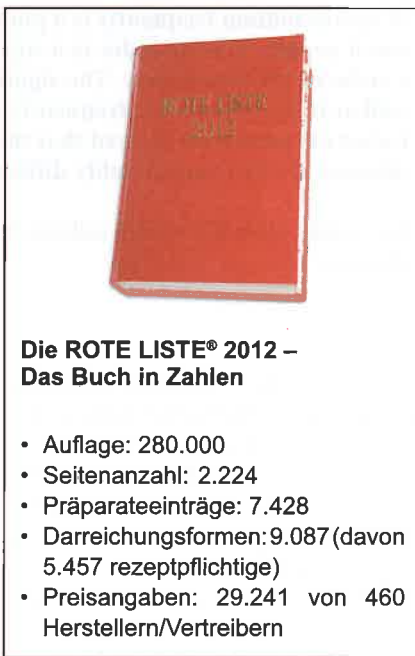 ROTE LISTE
2012
Die ROTE LISTE® 2012 –
Das Buch in Zahlen
• Auflage: 280.000
• Seitenanzahl: 2.224
• Präparateeinträge: 7.428
• Darreichungsformen: 9.087 (davon
5.457 rezeptpflichtige)
• Preisangaben: 29.241 von 460
Herstellern/Vertreibern